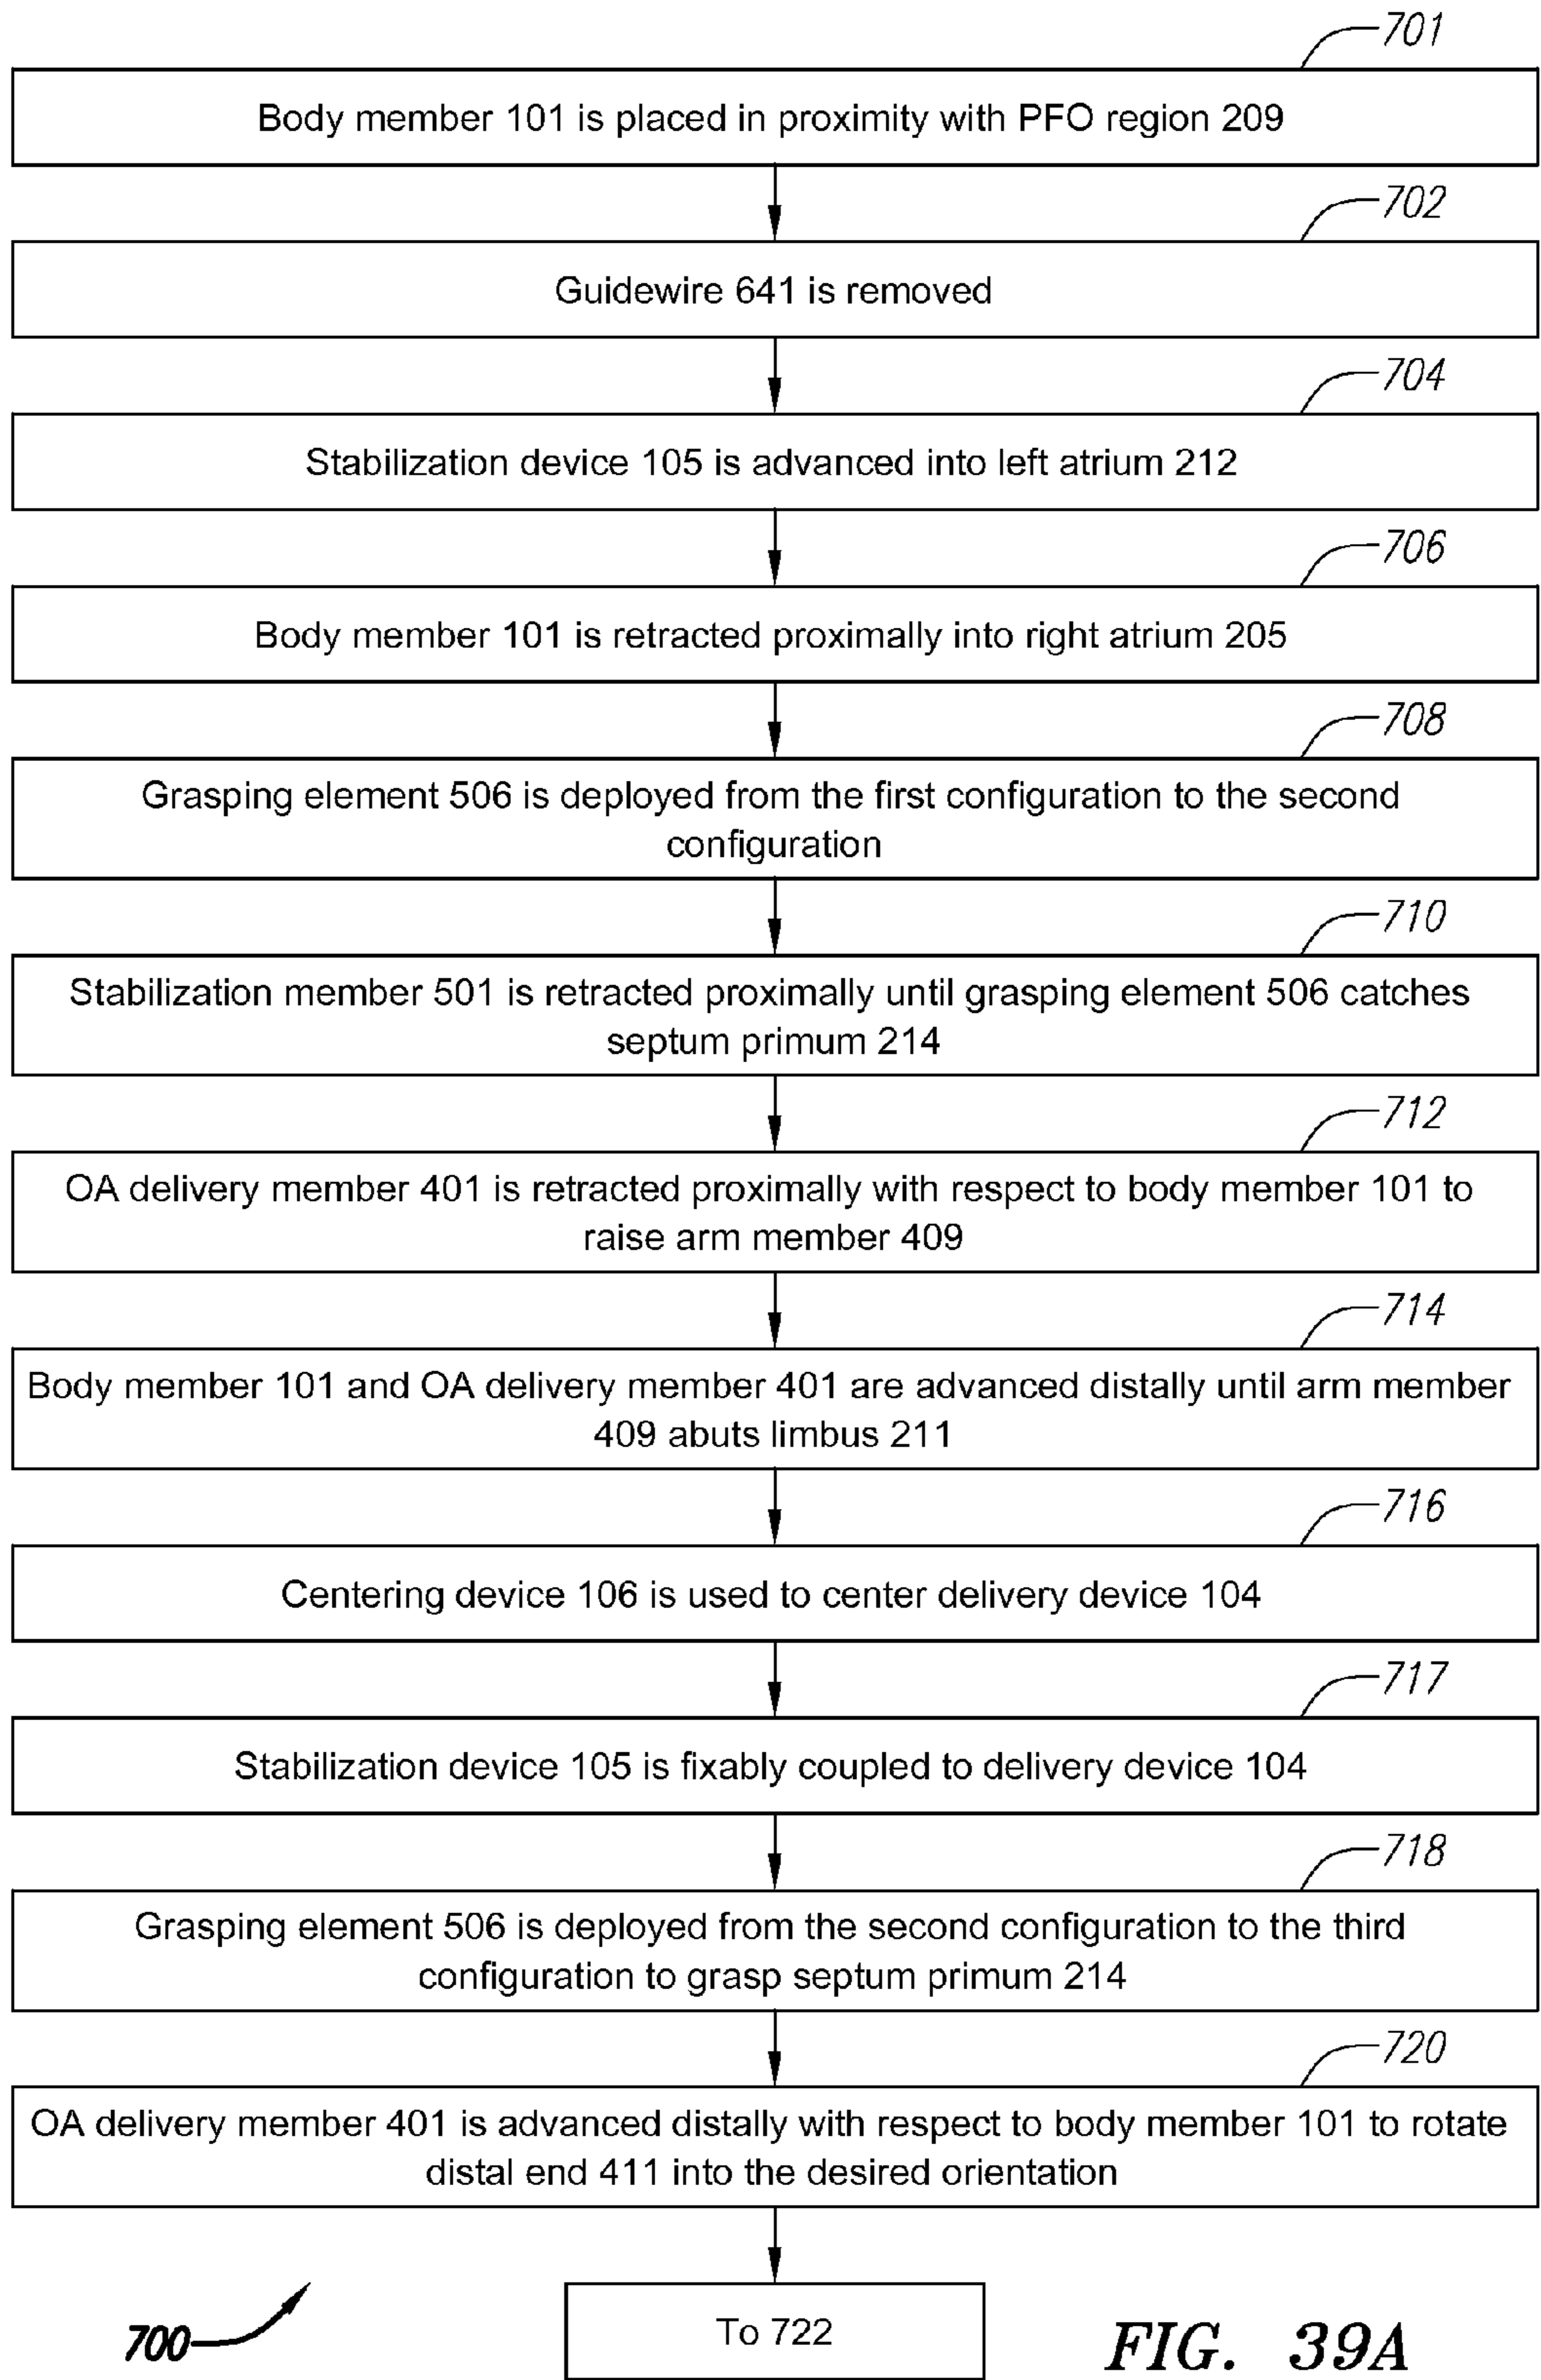 701
Body member 101 is placed in proximity with PFO region 209
702
Guidewire 641 is removed
704
Stabilization device 105 is advanced into left atrium 212
706
Body member 101 is retracted proximally into right atrium 205
708
Grasping element 506 is deployed from the first configuration to the second
configuration
710
Stabilization member 501 is retracted proximally until grasping element 506 catches
septum primum 214
712
OA delivery member 401 is retracted proximally with respect to body member 101 to
raise arm member 409
714
Body member 101 and OA delivery member 401 are advanced distally until arm member
409 abuts limbus 211
716
Centering device 106 is used to center delivery device 104
717
Stabilization device 105 is fixably coupled to delivery device 104
718
Grasping element 506 is deployed from the second configuration to the third
configuration to grasp septum primum 214
720
OA delivery member 401 is advanced distally with respect to body member 101 to rotate
distal end 411 into the desired orientation
700
To 722
FIG. 39A